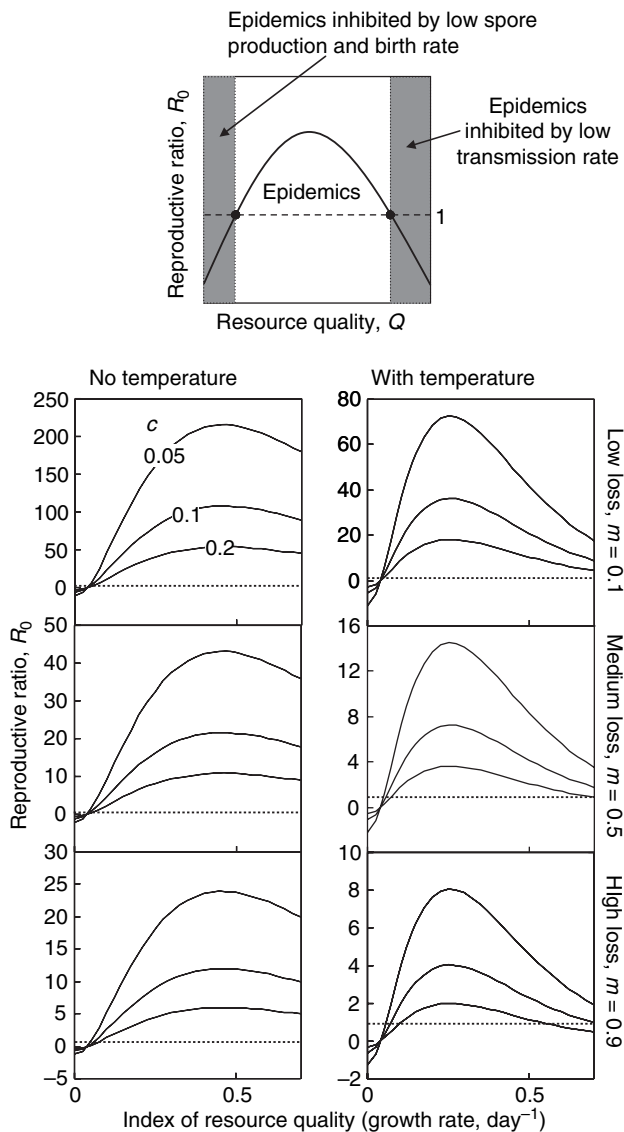 Epidemics inhibited by low spore
production and birth rate
Epidemics
inhibited by low
transmission rate
Reproductive ratio, R0
Epidemics
1
Resource quality, Q
No temperature
With temperature
250
200
150
100
50
0
c
0.05
0.1
0.2
80
60
40
20
0
Low loss, m = 0.1
50
40
30
20
10
0
Reproductive ratio, R0
16
12
8
4
0
Medium loss, m = 0.5
30
25
20
15
10
5
0
−5
0
0.5
10
8
6
4
2
0
−2
0
0.5
HIgh loss, m = 0.9
Index of resource quality (growth rate, day−1)